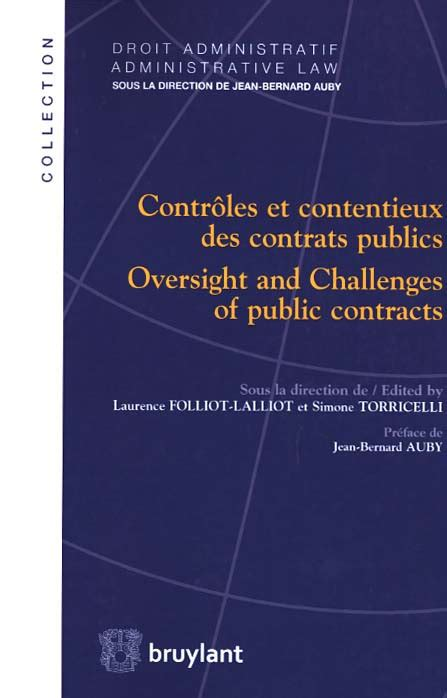 COLLECTION
DROIT ADMINISTRATIF
ADMINISTRATIVE LAW
SOUS LA DIRECTION DE JEAN-BERNARD AUBY
Contrôles et contentieux
des contrats publics
Oversight and Challenges
of public contracts
Sous la direction de / Edited by
Laurence FOLLIOT-LALLIOT et Simone TORRICELLI
Préface de
Jean-Bernard AUBY
bruylant